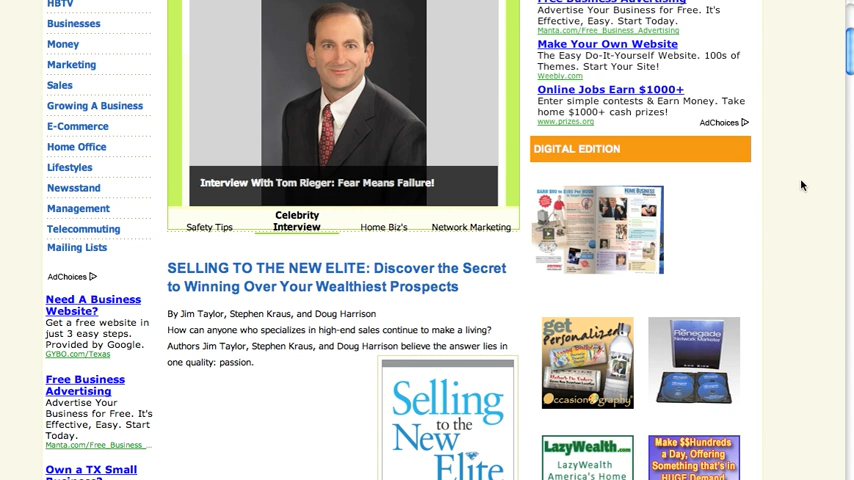 HBTV
Businesses
Money
Marketing
Sales
Growing A Business
E-Commerce
Home Office
Lifestyles
Newsstand
Management
Telecommuting
Mailing Lists
AdChoices
Need A Business
Website?
Get a free website in
just 3 easy steps.
Provided by Google.
GYBO.com/Texas
Free Business
Advertising
Advertise Your
Business for Free. It's
Effective, Easy. Start
Today.
Manta.com/Free_Business_...
Own a TX Small
Business?
Interview With Tom Rieger: Fear Means Failure!
Safety Tips
Celebrity
Interview
Home Biz's
Network Marketing
SELLING TO THE NEW ELITE: Discover the Secret
to Winning Over Your Wealthiest Prospects
By Jim Taylor, Stephen Kraus, and Doug Harrison
How can anyone who specializes in high-end sales continue to make a living?
Authors Jim Taylor, Stephen Kraus, and Doug Harrison believe the answer lies in
one quality: passion.
Selling
to the
New
Elite
Free Business Advertising
Advertise Your Business for Free. It's
Effective, Easy. Start Today.
Manta.com/Free_Business_Advertising
Make Your Own Website
The Easy Do-It-Yourself Website. 100s of
Themes. Start Your Site!
Weebly.com
Online Jobs Earn $1000+
Enter simple contests & Earn Money. Take
home $1000+ cash prizes!
www.prizes.org
AdChoices
DIGITAL EDITION
get
Personalized!
Occasionography
Renegade
Network Marketer
LazyWealth.com
LazyWealth
America's Home
Make $$Hundreds
a Day, Offering
Something that's in
HUGE Demand